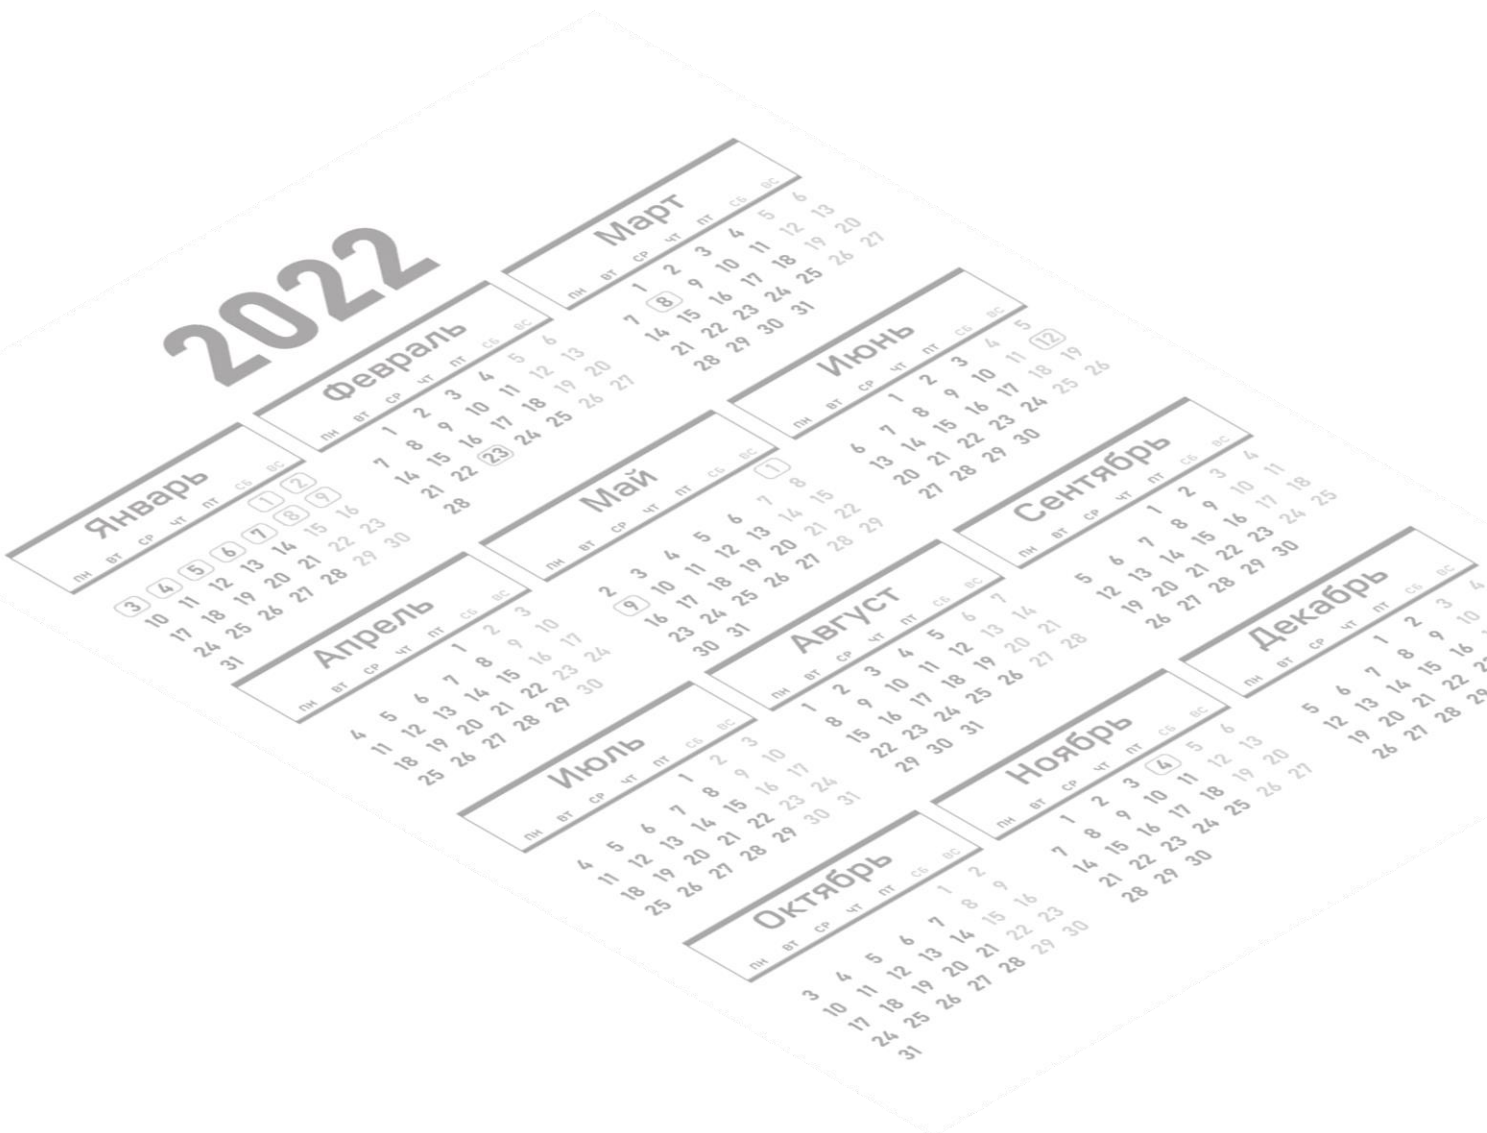 2022
Январь
ПН ВТ СР ЧТ ПТ СБ ВС
1 2
3 4 5 6 7 8 9
10 11 12 13 14 15 16
17 18 19 20 21 22 23
24 25 26 27 28 29 30
31
Февраль
ПН ВТ СР ЧТ ПТ СБ ВС
1 2 3 4 5 6
7 8 9 10 11 12 13
14 15 16 17 18 19 20
21 22 23 24 25 26 27
28
Март
ПН ВТ СР ЧТ ПТ СБ ВС
1 2 3 4 5 6
7 8 9 10 11 12 13
14 15 16 17 18 19 20
21 22 23 24 25 26 27
28 29 30 31
Апрель
ПН ВТ СР ЧТ ПТ СБ ВС
1 2 3
4 5 6 7 8 9 10
11 12 13 14 15 16 17
18 19 20 21 22 23 24
25 26 27 28 29 30
Май
ПН ВТ СР ЧТ ПТ СБ ВС
1
2 3 4 5 6 7 8
9 10 11 12 13 14 15
16 17 18 19 20 21 22
23 24 25 26 27 28 29
30 31
Июнь
ПН ВТ СР ЧТ ПТ СБ ВС
1 2 3 4 5
6 7 8 9 10 11 12
13 14 15 16 17 18 19
20 21 22 23 24 25 26
27 28 29 30
Июль
ПН ВТ СР ЧТ ПТ СБ ВС
1 2 3
4 5 6 7 8 9 10
11 12 13 14 15 16 17
18 19 20 21 22 23 24
25 26 27 28 29 30 31
Август
ПН ВТ СР ЧТ ПТ СБ ВС
1 2 3 4 5 6 7
8 9 10 11 12 13 14
15 16 17 18 19 20 21
22 23 24 25 26 27 28
29 30 31
Сентябрь
ПН ВТ СР ЧТ ПТ СБ ВС
1 2 3 4
5 6 7 8 9 10 11
12 13 14 15 16 17 18
19 20 21 22 23 24 25
26 27 28 29 30
Октябрь
ПН ВТ СР ЧТ ПТ СБ ВС
1 2
3 4 5 6 7 8 9
10 11 12 13 14 15 16
17 18 19 20 21 22 23
24 25 26 27 28 29 30
31
Ноябрь
ПН ВТ СР ЧТ ПТ СБ ВС
1 2 3 4 5 6
7 8 9 10 11 12 13
14 15 16 17 18 19 20
21 22 23 24 25 26 27
28 29 30
Декабрь
ПН ВТ СР ЧТ ПТ СБ ВС
1 2 3 4
5 6 7 8 9 10
12 13 14 15 16
19 20 21 22
26 27 28 29